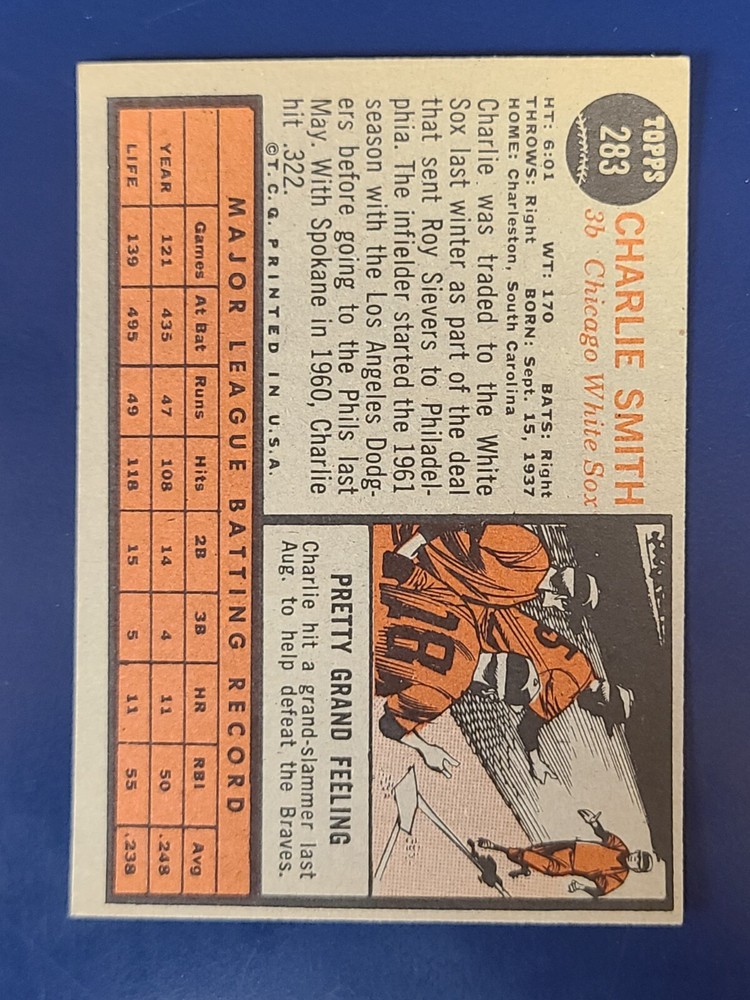 TOPPS
283
CHARLIE SMITH
3b Chicago White Sox
HT: 6:01 WT: 170 BATS: Right
THROWS: Right BORN: Sept. 15, 1937
HOME: Charleston, South Carolina
Charlie was traded to the White
Sox last winter as part of the deal
that sent Roy Sievers to Philadel-
phia. The infielder started the 1961
season with the Los Angeles Dodg-
ers before going to the Phils last
May. With Spokane in 1960, Charlie
hit .322.
©T.C.G. PRINTED IN U.S.A.
18
5
PRETTY GRAND FEELING
Charlie hit a grand-slammer last
Aug. to help defeat the Braves.
MAJOR LEAGUE BATTING RECORD
Games At Bat Runs Hits 2B 3B HR RBI Avg
YEAR 121 435 47 108 14 4 11 50 .248
LIFE 139 495 49 118 15 5 11 55 .238